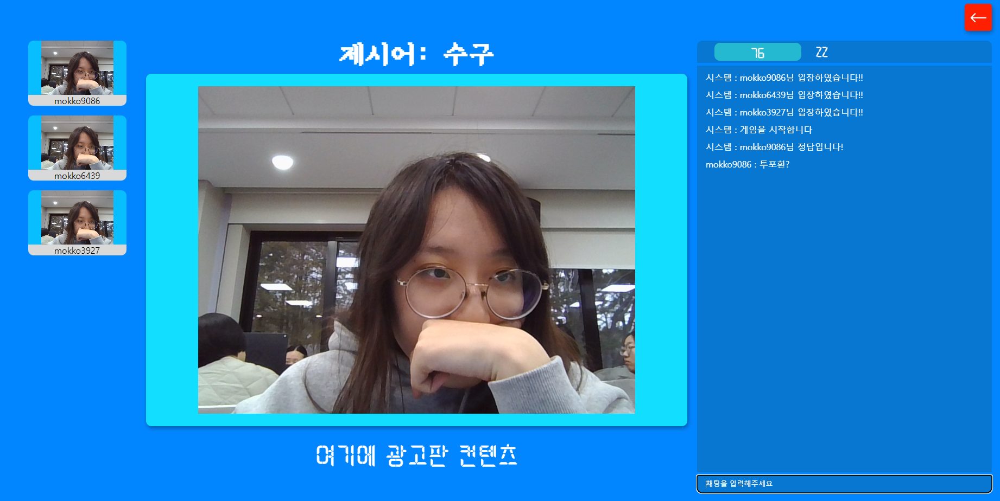 제시어: 수구
mokko9086
mokko6439
mokko3927
76
ZZ
시스템 : mokko9086님 입장하였습니다!!
시스템 : mokko6439님 입장하였습니다!!
시스템 : mokko3927님 입장하였습니다!!
시스템 : 게임을 시작합니다
시스템 : mokko9086님 정답입니다!
mokko9086 : 투포환?
여기에 광고판 컨텐츠
채팅을 입력해주세요